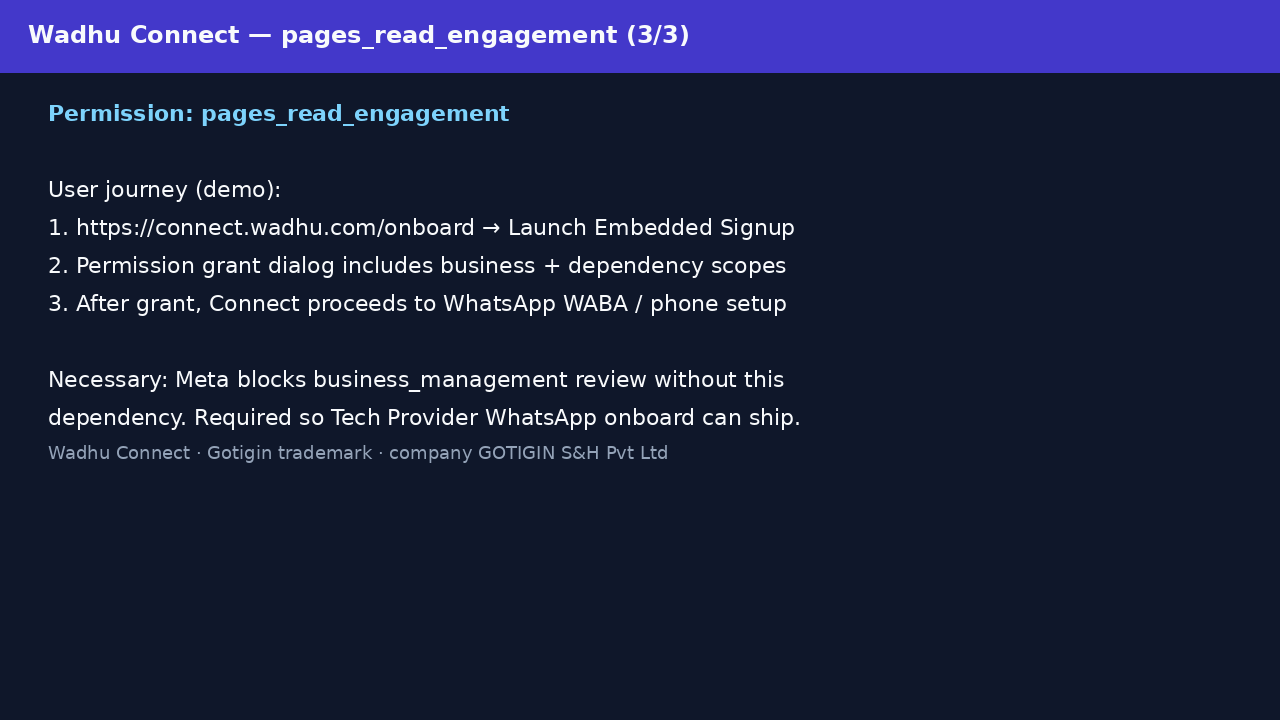 Wadhu Connect — pages_read_engagement (3/3)
Permission: pages_read_engagement
User journey (demo):
1. https://connect.wadhu.com/onboard → Launch Embedded Signup
2. Permission grant dialog includes business + dependency scopes
3. After grant, Connect proceeds to WhatsApp WABA / phone setup
Necessary: Meta blocks business_management review without this
dependency. Required so Tech Provider WhatsApp onboard can ship.
Wadhu Connect · Gotigin trademark · company GOTIGIN S&H Pvt Ltd